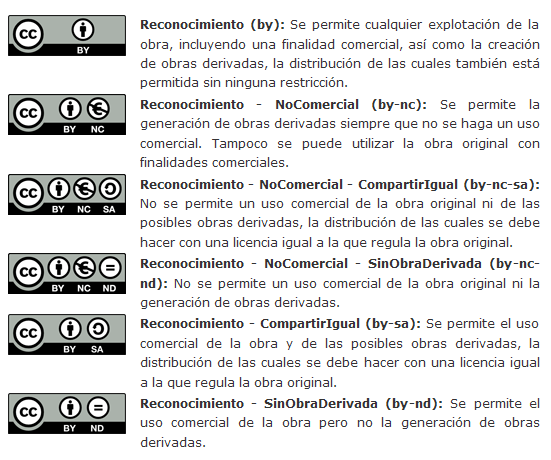 cc BY
Reconocimiento (by): Se permite cualquier explotación de la
obra, incluyendo una finalidad comercial, así como la creación
de obras derivadas, la distribución de las cuales también está
permitida sin ninguna restricción.
cc BY NC
Reconocimiento - NoComercial (by-nc): Se permite la
generación de obras derivadas siempre que no se haga un uso
comercial. Tampoco se puede utilizar la obra original con
finalidades comerciales.
cc BY NC SA
Reconocimiento - NoComercial - CompartirIgual (by-nc-sa):
No se permite un uso comercial de la obra original ni de las
posibles obras derivadas, la distribución de las cuales se debe
hacer con una licencia igual a la que regula la obra original.
cc BY NC ND
Reconocimiento - NoComercial - SinObraDerivada (by-nc-
nd): No se permite un uso comercial de la obra original ni la
generación de obras derivadas.
cc BY SA
Reconocimiento - CompartirIgual (by-sa): Se permite el uso
comercial de la obra y de las posibles obras derivadas, la
distribución de las cuales se debe hacer con una licencia igual
a la que regula la obra original.
cc BY ND
Reconocimiento - SinObraDerivada (by-nd): Se permite el
uso comercial de la obra pero no la generación de obras
derivadas.